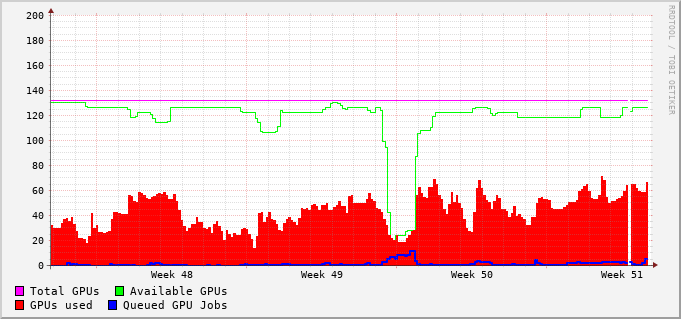 200
180
160
140
120
100
80
60
40
20
0
Week 48 Week 49 Week 50 Week 51
Total GPUs Available GPUs
GPUs used Queued GPU Jobs
RRDTOOL / TOBI OETIKER